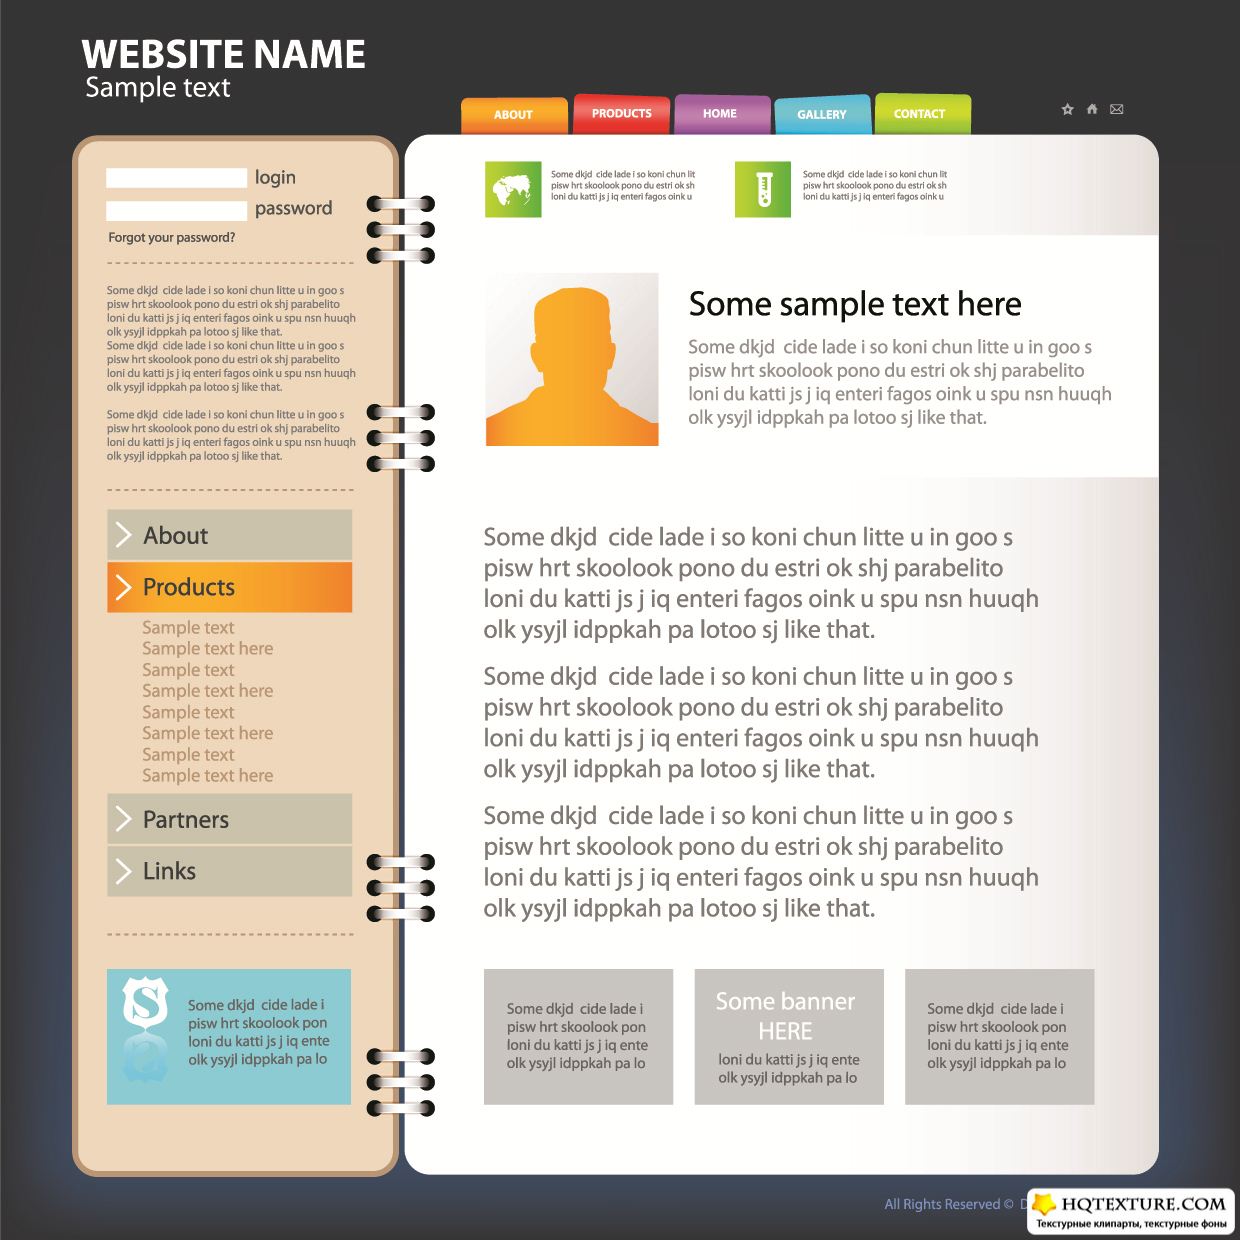 WEBSITE NAME
Sample text
ABOUT
PRODUCTS
HOME
GALLERY
CONTACT
login
password
Forgot your password?
Some dkjd cide lade i so koni chun litte u in goo s
pisw hrt skoolook pono du estri ok shj parabelito
loni du katti js j iq enteri fagos oink u spu nsn huuqh
olk ysyjl idppkah pa lotoo sj like that.
Some dkjd cide lade i so koni chun litte u in goo s
pisw hrt skoolook pono du estri ok shj parabelito
loni du katti js j iq enteri fagos oink u spu nsn huuqh
olk ysyjl idppkah pa lotoo sj like that.
Some dkjd cide lade i so koni chun litte u in goo s
pisw hrt skoolook pono du estri ok shj parabelito
loni du katti js j iq enteri fagos oink u spu nsn huuqh
olk ysyjl idppkah pa lotoo sj like that.
About
Products
Sample text
Sample text here
Sample text
Sample text here
Sample text
Sample text here
Sample text
Sample text here
Partners
Links
S
Some dkjd cide lade i
pisw hrt skoolook pon
loni du katti js j iq ente
olk ysyjl idppkah pa lo
Some dkjd cide lade i so koni chun lit
pisw hrt skoolook pono du estri ok sh
loni du katti js j iq enteri fagos oink u
Some dkjd cide lade i so koni chun lit
pisw hrt skoolook pono du estri ok sh
loni du katti js j iq enteri fagos oink u
Some sample text here
Some dkjd cide lade i so koni chun litte u in goo s
pisw hrt skoolook pono du estri ok shj parabelito
loni du katti js j iq enteri fagos oink u spu nsn huuqh
olk ysyjl idppkah pa lotoo sj like that.
Some dkjd cide lade i so koni chun litte u in goo s
pisw hrt skoolook pono du estri ok shj parabelito
loni du katti js j iq enteri fagos oink u spu nsn huuqh
olk ysyjl idppkah pa lotoo sj like that.
Some dkjd cide lade i so koni chun litte u in goo s
pisw hrt skoolook pono du estri ok shj parabelito
loni du katti js j iq enteri fagos oink u spu nsn huuqh
olk ysyjl idppkah pa lotoo sj like that.
Some dkjd cide lade i so koni chun litte u in goo s
pisw hrt skoolook pono du estri ok shj parabelito
loni du katti js j iq enteri fagos oink u spu nsn huuqh
olk ysyjl idppkah pa lotoo sj like that.
Some dkjd cide lade i
pisw hrt skoolook pon
loni du katti js j iq ente
olk ysyjl idppkah pa lo
Some banner
HERE
loni du katti js j iq ente
olk ysyjl idppkah pa lo
Some dkjd cide lade i
pisw hrt skoolook pon
loni du katti js j iq ente
olk ysyjl idppkah pa lo
All Rights Reserved ©
HQTEXTURE.COM
Текстурные клипарты, текстурные фоны